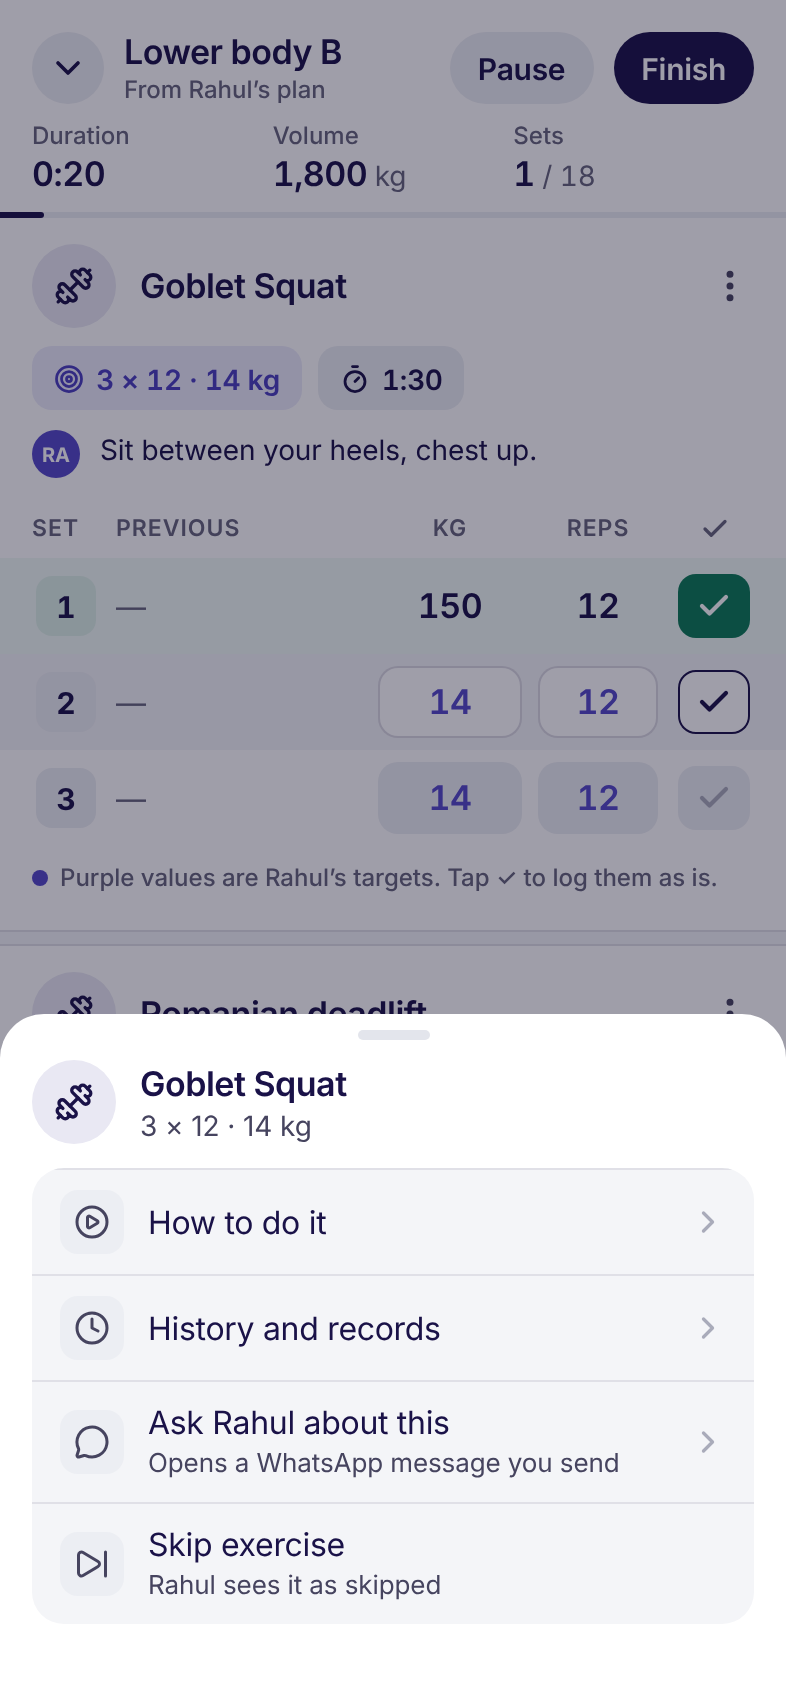 Lower body B
From Rahul’s plan
Pause
Finish
Duration
0:20
Volume
1,800 kg
Sets
1 / 18
Goblet Squat
3 × 12 · 14 kg
1:30
RA
Sit between your heels, chest up.
SET PREVIOUS KG REPS ✓
1 — 150 12 ✓
2 — 14 12 ✓
3 — 14 12 ✓
Purple values are Rahul’s targets. Tap ✓ to log them as is.
Romanian deadlift
Goblet Squat
3 × 12 · 14 kg
How to do it
History and records
Ask Rahul about this
Opens a WhatsApp message you send
Skip exercise
Rahul sees it as skipped